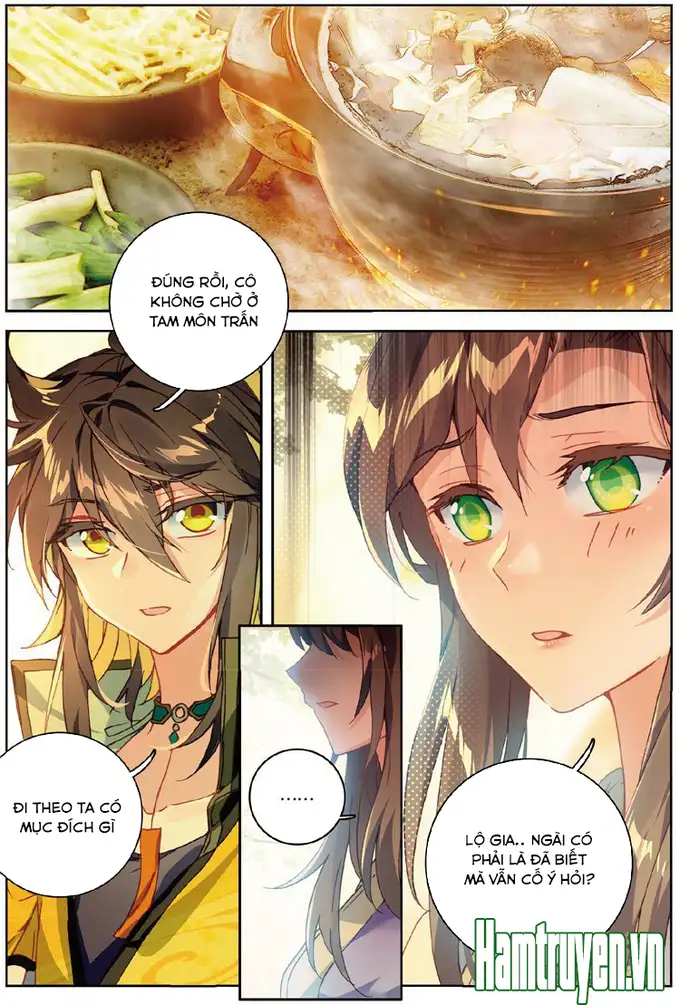 ĐÚNG RỒI, CÔ
KHÔNG CHỜ Ở
TAM MÔN TRẤN
ĐI THEO TA CÓ
MỤC ĐÍCH GÌ
......
LỘ GIA.. NGÀI CÓ
PHẢI LÀ ĐÃ BIẾT
MÀ VẪN CỐ Ý HỎI?
Hamtruyen.vn